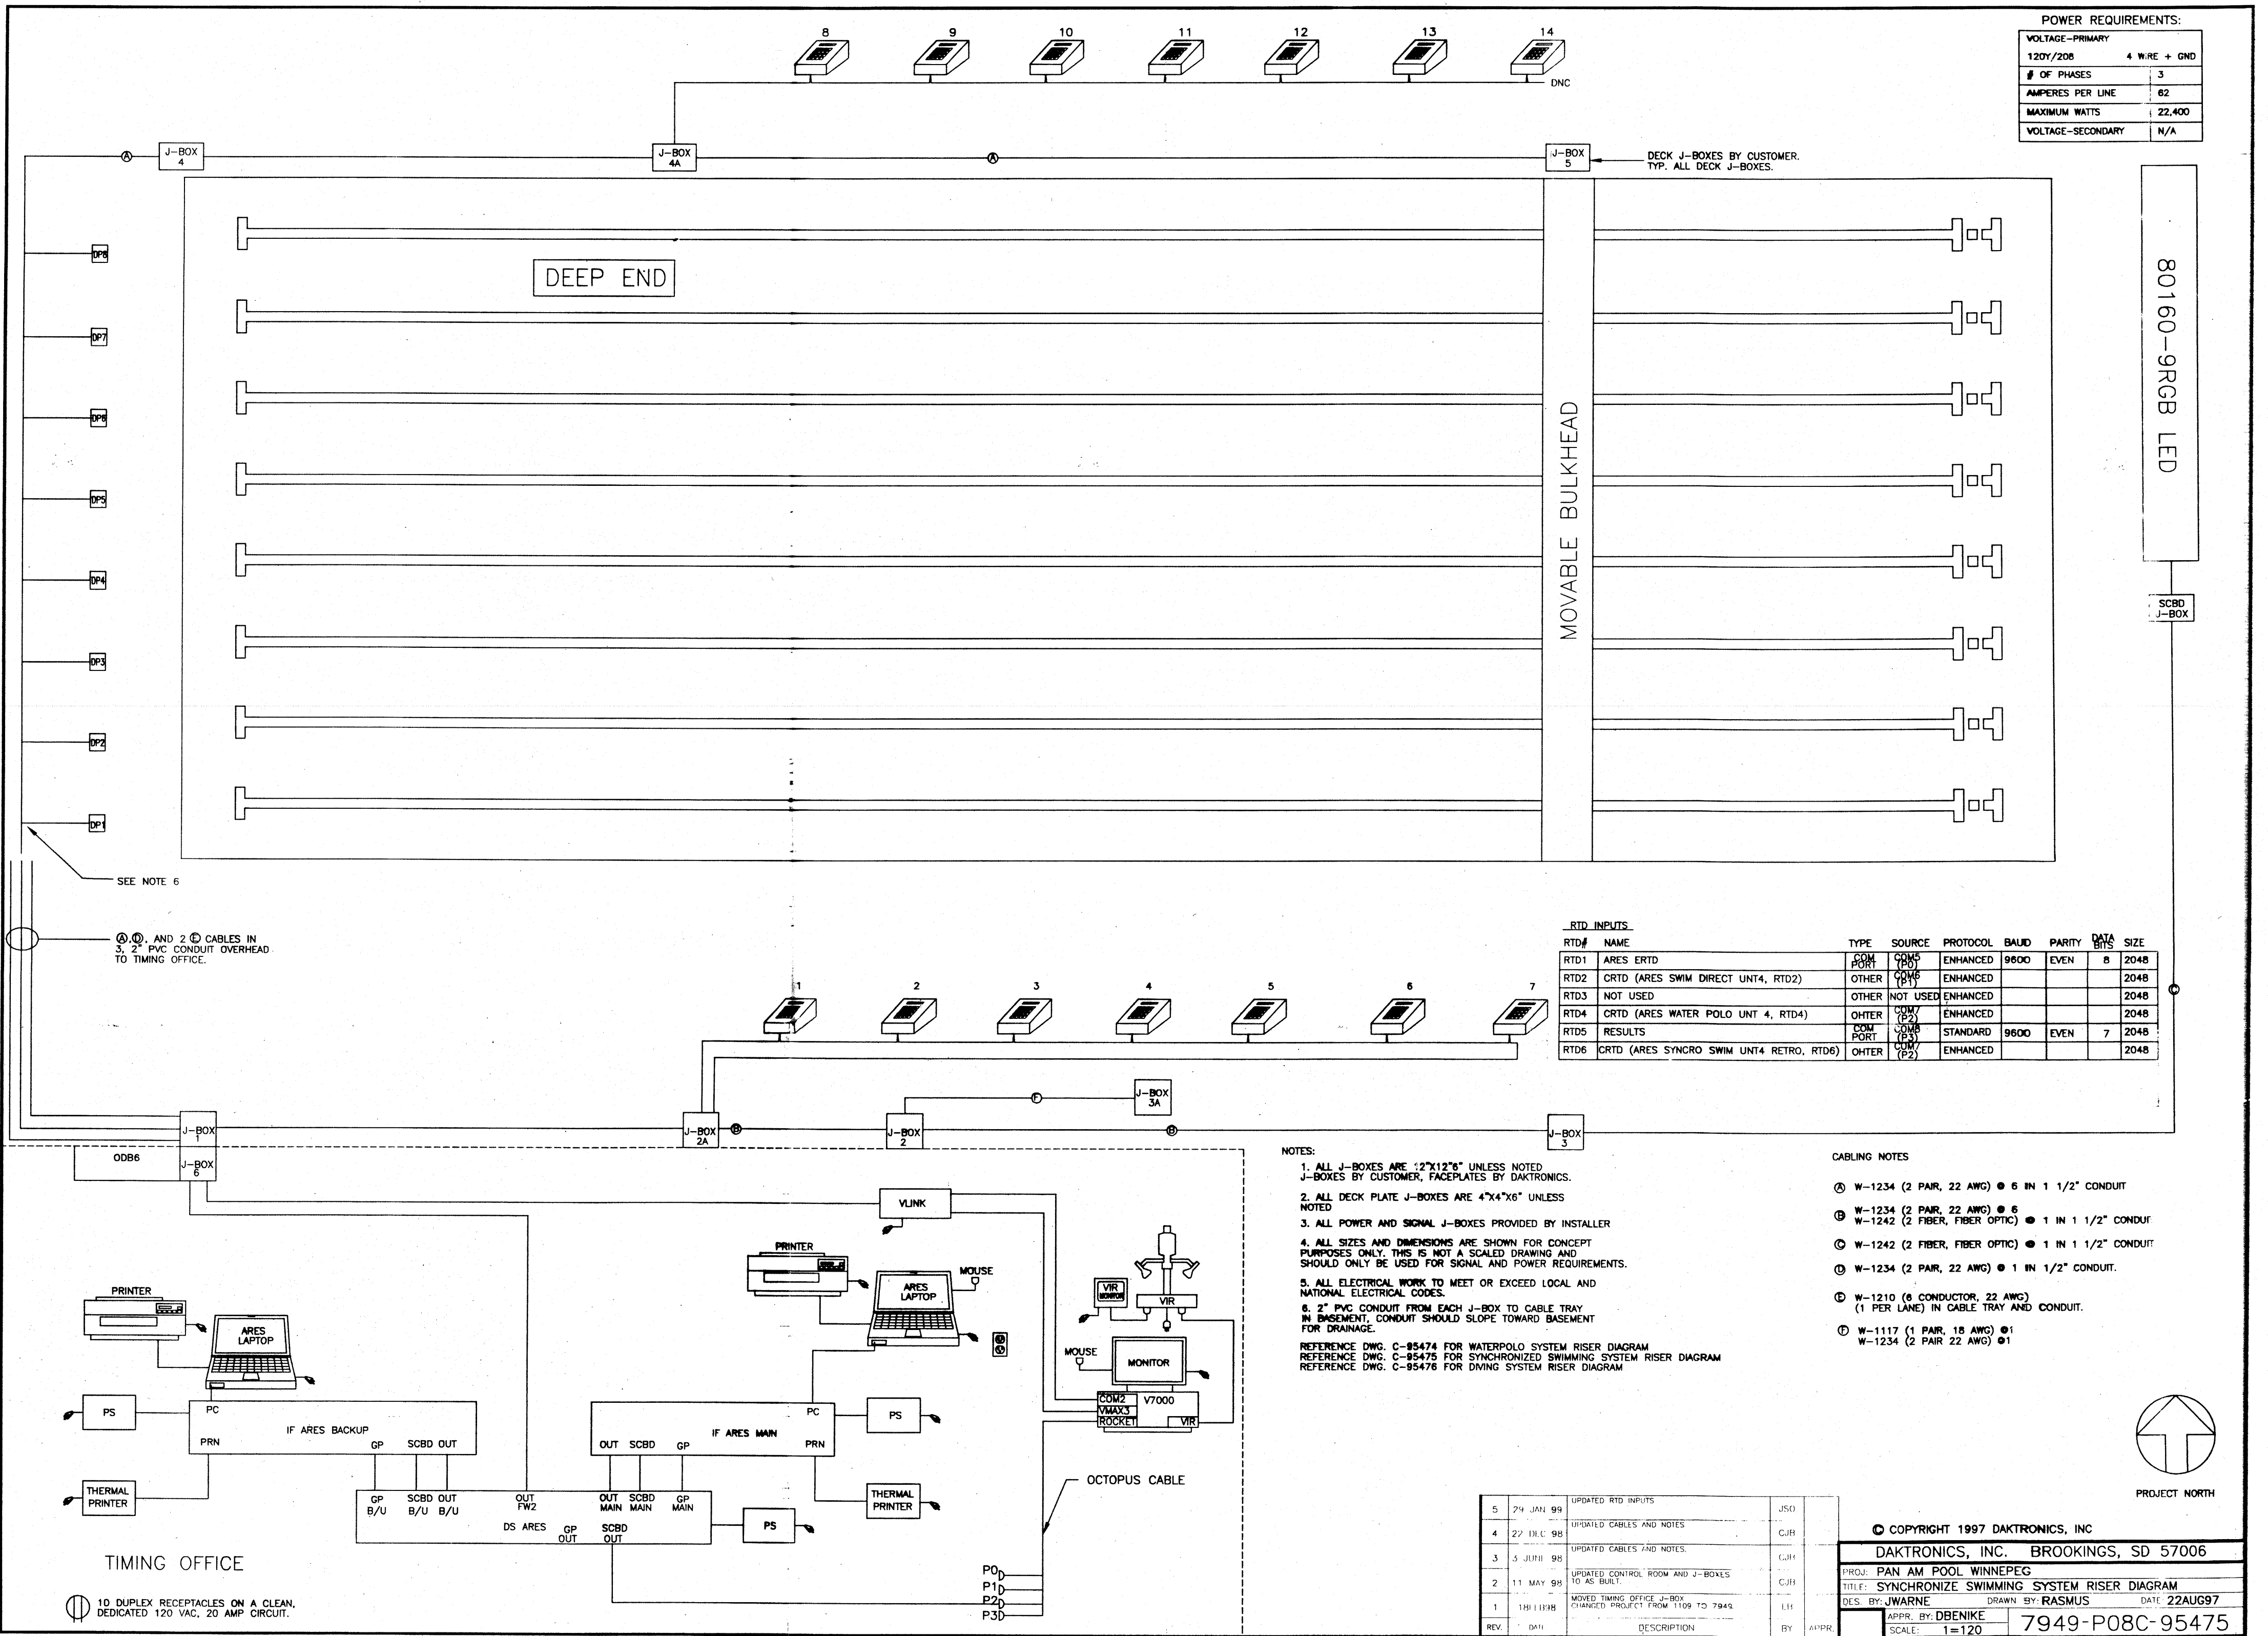 8 9 10 11 12 13 14
DNC
POWER REQUIREMENTS:
VOLTAGE-PRIMARY
120Y/208 4 WIRE + GND
# OF PHASES 3
AMPERES PER LINE 62
MAXIMUM WATTS 22,400
VOLTAGE-SECONDARY N/A
A
J-BOX
4
J-BOX
4A
A
J-BOX
5
DECK J-BOXES BY CUSTOMER.
TYP. ALL DECK J-BOXES.
DP8
DP7
DP6
DP5
DP4
DP3
DP2
DP1
DEEP END
MOVABLE BULKHEAD
80160-9RGB LED
SCBD
J-BOX
C
SEE NOTE 6
A,D, AND 2 E CABLES IN
3, 2" PVC CONDUIT OVERHEAD
TO TIMING OFFICE.
1 2 3 4 5 6 7
RTD INPUTS
RTD# NAME TYPE SOURCE PROTOCOL BAUD PARITY DATA BITS SIZE
RTD1 ARES ERTD COM PORT COM5 (P0) ENHANCED 9600 EVEN 8 2048
RTD2 CRTD (ARES SWIM DIRECT UNT4, RTD2) OTHER COM6 (P1) ENHANCED 2048
RTD3 NOT USED OTHER NOT USED ENHANCED 2048
RTD4 CRTD (ARES WATER POLO UNT 4, RTD4) OHTER COM7 (P2) ENHANCED 2048
RTD5 RESULTS COM PORT COM8 (P3) STANDARD 9600 EVEN 7 2048
RTD6 CRTD (ARES SYNCRO SWIM UNT4 RETRO, RTD6) OHTER COM7 (P2) ENHANCED 2048
J-BOX
1
J-BOX
2A
B
J-BOX
2
F
J-BOX
3A
B
J-BOX
3
ODB6
J-BOX
6
VLINK
PRINTER
ARES
LAPTOP
MOUSE
PRINTER
ARES
LAPTOP
VIR
MONITOR
VIR
MOUSE
MONITOR
COM2
VMAX3
ROCKET
V7000
VIR
PS
PC
IF ARES BACKUP
PRN
GP SCBD OUT
PC
PS
IF ARES MAIN
OUT SCBD GP
PRN
THERMAL
PRINTER
THERMAL
PRINTER
GP
B/U
SCBD
B/U
OUT
B/U
OUT
FW2
OUT
MAIN
SCBD
MAIN
GP
MAIN
DS ARES
GP
OUT
SCBD
OUT
PS
OCTOPUS CABLE
P0
P1
P2
P3
TIMING OFFICE
10 DUPLEX RECEPTACLES ON A CLEAN,
DEDICATED 120 VAC, 20 AMP CIRCUIT.
NOTES:
1. ALL J-BOXES ARE 12"X12"6" UNLESS NOTED
J-BOXES BY CUSTOMER, FACEPLATES BY DAKTRONICS.
2. ALL DECK PLATE J-BOXES ARE 4"X4"X6" UNLESS
NOTED
3. ALL POWER AND SIGNAL J-BOXES PROVIDED BY INSTALLER
4. ALL SIZES AND DIMENSIONS ARE SHOWN FOR CONCEPT
PURPOSES ONLY. THIS IS NOT A SCALED DRAWING AND
SHOULD ONLY BE USED FOR SIGNAL AND POWER REQUIREMENTS.
5. ALL ELECTRICAL WORK TO MEET OR EXCEED LOCAL AND
NATIONAL ELECTRICAL CODES.
6. 2" PVC CONDUIT FROM EACH J-BOX TO CABLE TRAY
IN BASEMENT, CONDUIT SHOULD SLOPE TOWARD BASEMENT
FOR DRAINAGE.
REFERENCE DWG. C-95474 FOR WATERPOLO SYSTEM RISER DIAGRAM
REFERENCE DWG. C-95475 FOR SYNCHRONIZED SWIMMING SYSTEM RISER DIAGRAM
REFERENCE DWG. C-95476 FOR DIVING SYSTEM RISER DIAGRAM
CABLING NOTES
A W-1234 (2 PAIR, 22 AWG) @ 6 IN 1 1/2" CONDUIT
B W-1234 (2 PAIR, 22 AWG) @ 6
W-1242 (2 FIBER, FIBER OPTIC) @ 1 IN 1 1/2" CONDUIT
C W-1242 (2 FIBER, FIBER OPTIC) @ 1 IN 1 1/2" CONDUIT
D W-1234 (2 PAIR, 22 AWG) @ 1 IN 1/2" CONDUIT.
E W-1210 (6 CONDUCTOR, 22 AWG)
(1 PER LANE) IN CABLE TRAY AND CONDUIT.
F W-1117 (1 PAIR, 18 AWG) @1
W-1234 (2 PAIR 22 AWG) @1
PROJECT NORTH
5 29 JAN 99 UPDATED RTD INPUTS JSO
4 22 DEC 98 UPDATED CABLES AND NOTES CJB
3 3 JUNE 98 UPDATED CABLES AND NOTES. CJB
2 11 MAY 98 UPDATED CONTROL ROOM AND J-BOXES
TO AS BUILT. CJB
1 18FEB98 MOVED TIMING OFFICE J-BOX
CHANGED PROJECT FROM 1109 TO 7949.
REV. DATE DESCRIPTION BY APPR.
© COPYRIGHT 1997 DAKTRONICS, INC
DAKTRONICS, INC. BROOKINGS, SD 57006
PROJ: PAN AM POOL WINNEPEG
TITLE: SYNCHRONIZE SWIMMING SYSTEM RISER DIAGRAM
DES. BY: JWARNE DRAWN BY: RASMUS DATE: 22AUG97
APPR. BY: DBENIKE
SCALE: 1=120
7949-P08C-95475